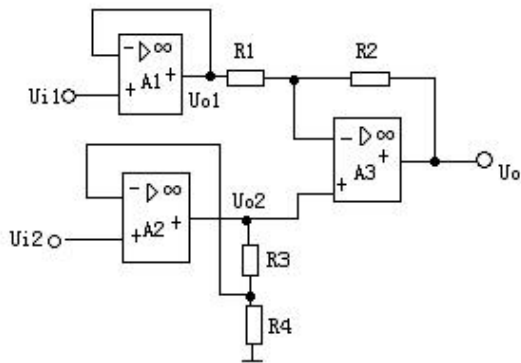 R1
R2
− ▷ ∞
+ A1 +
Ui1
Uo1
− ▷ ∞
+ A3 +
Uo
− ▷ ∞
+ A2 +
Ui2
Uo2
R3
R4